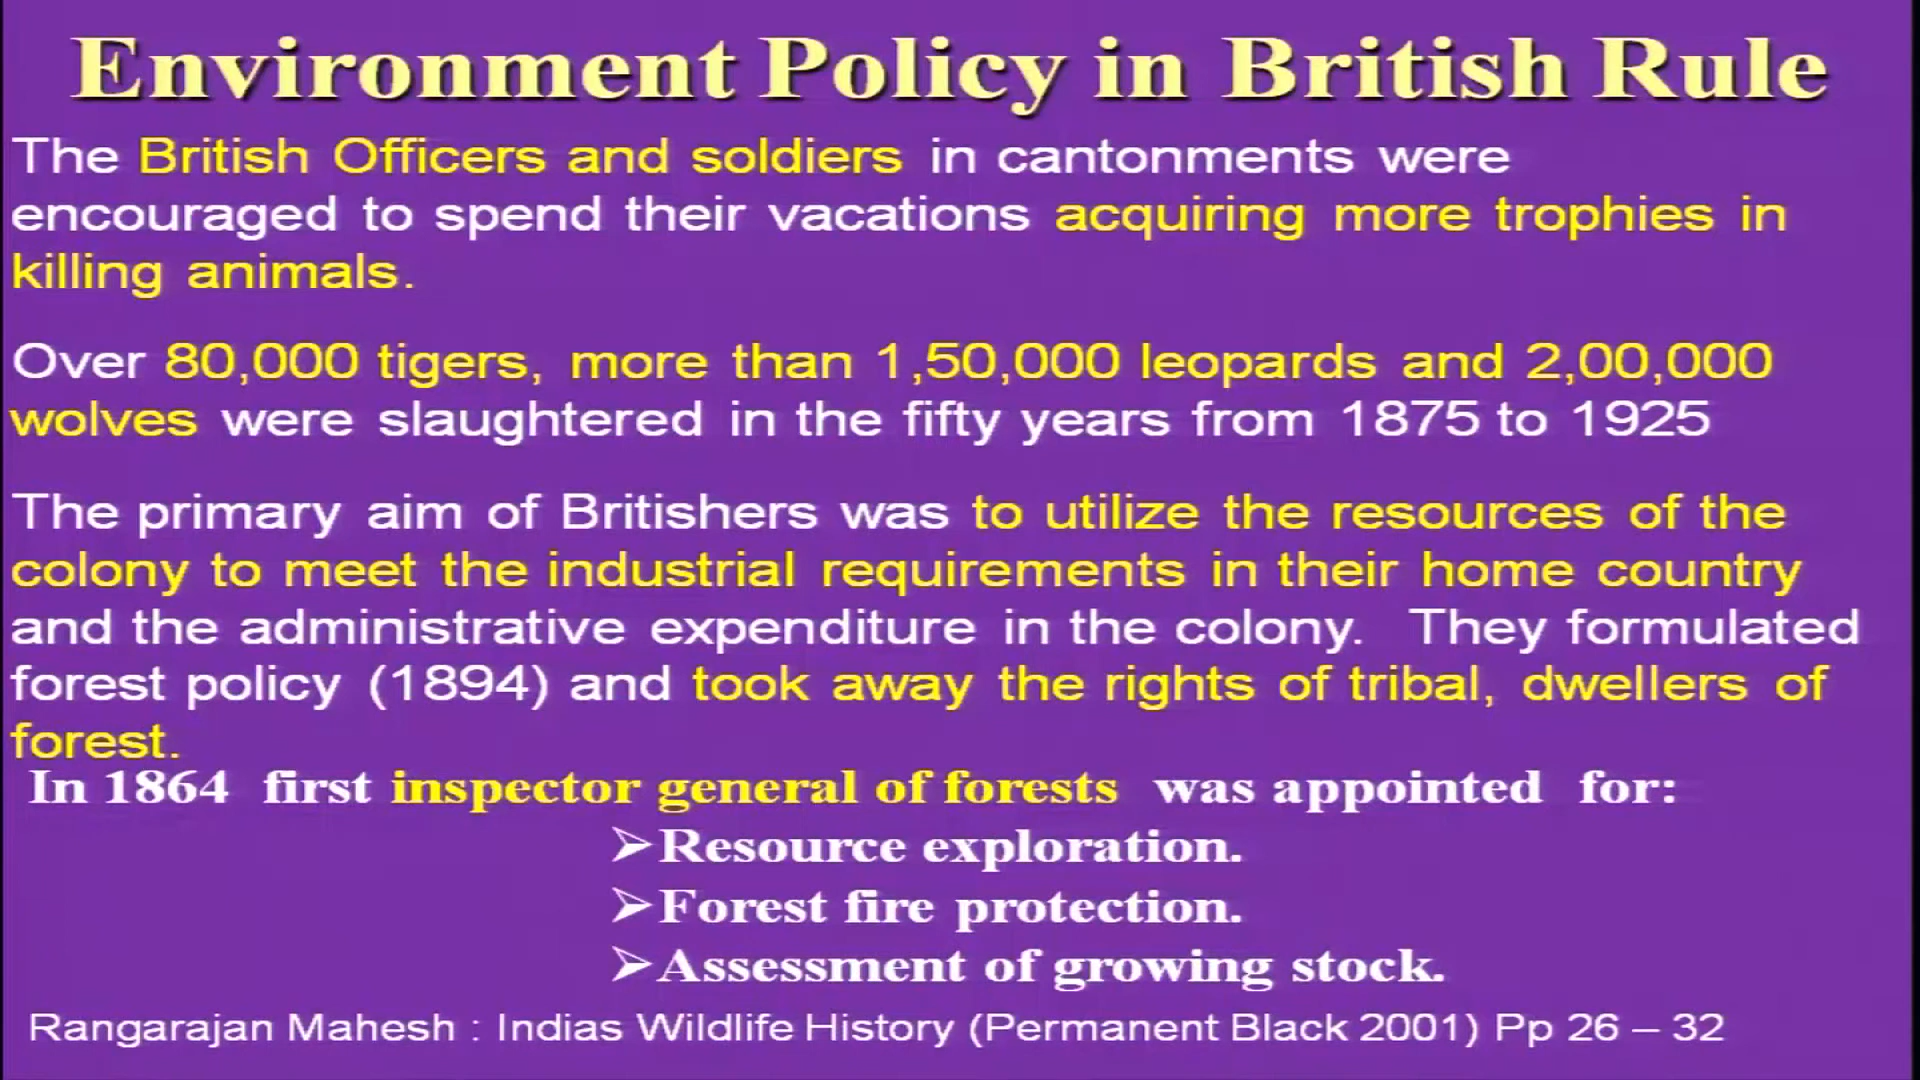 Environment Policy in British Rule
The British Officers and soldiers in cantonments were
encouraged to spend their vacations acquiring more trophies in
killing animals.
Over 80,000 tigers, more than 1,50,000 leopards and 2,00,000
wolves were slaughtered in the fifty years from 1875 to 1925
The primary aim of Britishers was to utilize the resources of the
colony to meet the industrial requirements in their home country
and the administrative expenditure in the colony. They formulated
forest policy (1894) and took away the rights of tribal, dwellers of
forest.
In 1864 first inspector general of forests was appointed for:
➢Resource exploration.
➢Forest fire protection.
➢Assessment of growing stock.
Rangarajan Mahesh : Indias Wildlife History (Permanent Black 2001) Pp 26 – 32